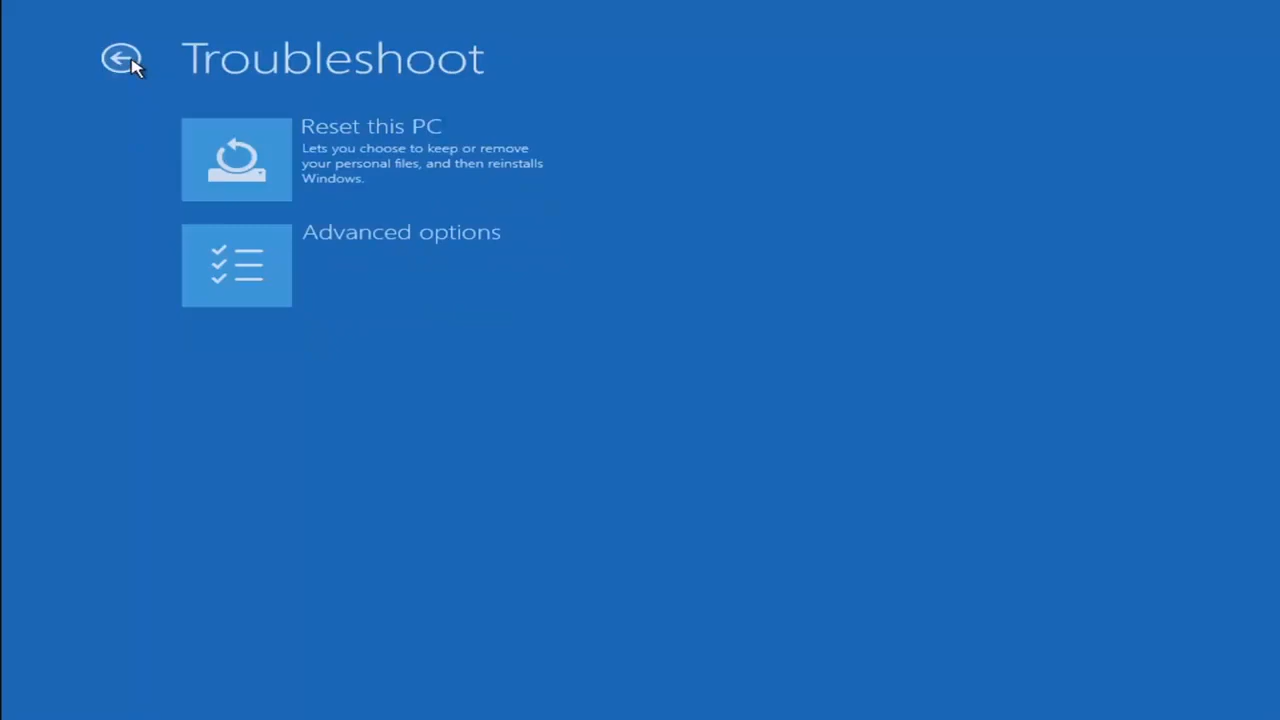 Troubleshoot
Reset this PC
Lets you choose to keep or remove
your personal files, and then reinstalls
Windows.
Advanced options